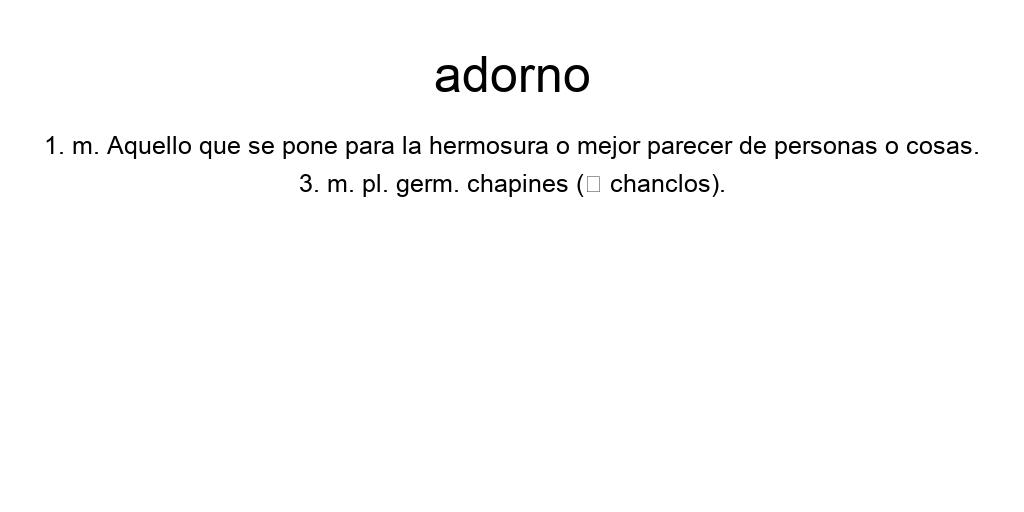 adorno
1. m. Aquello que se pone para la hermosura o mejor parecer de personas o cosas.
3. m. pl. germ. chapines (▯ chanclos).